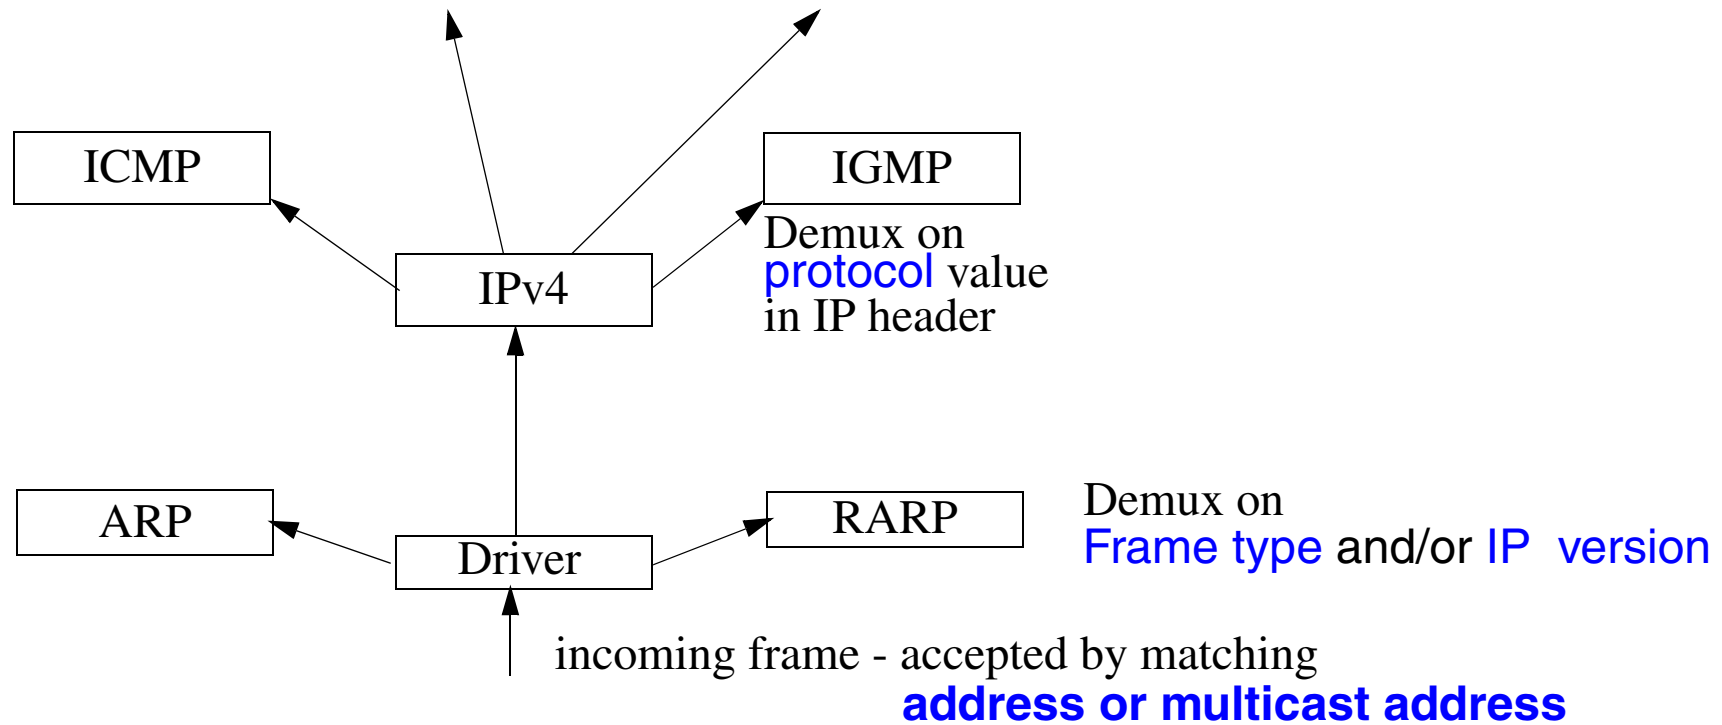 ICMP
IGMP
Demux on
protocol value
in IP header
IPv4
ARP
RARP
Demux on
Frame type and/or IP version
Driver
incoming frame - accepted by matching
address or multicast address